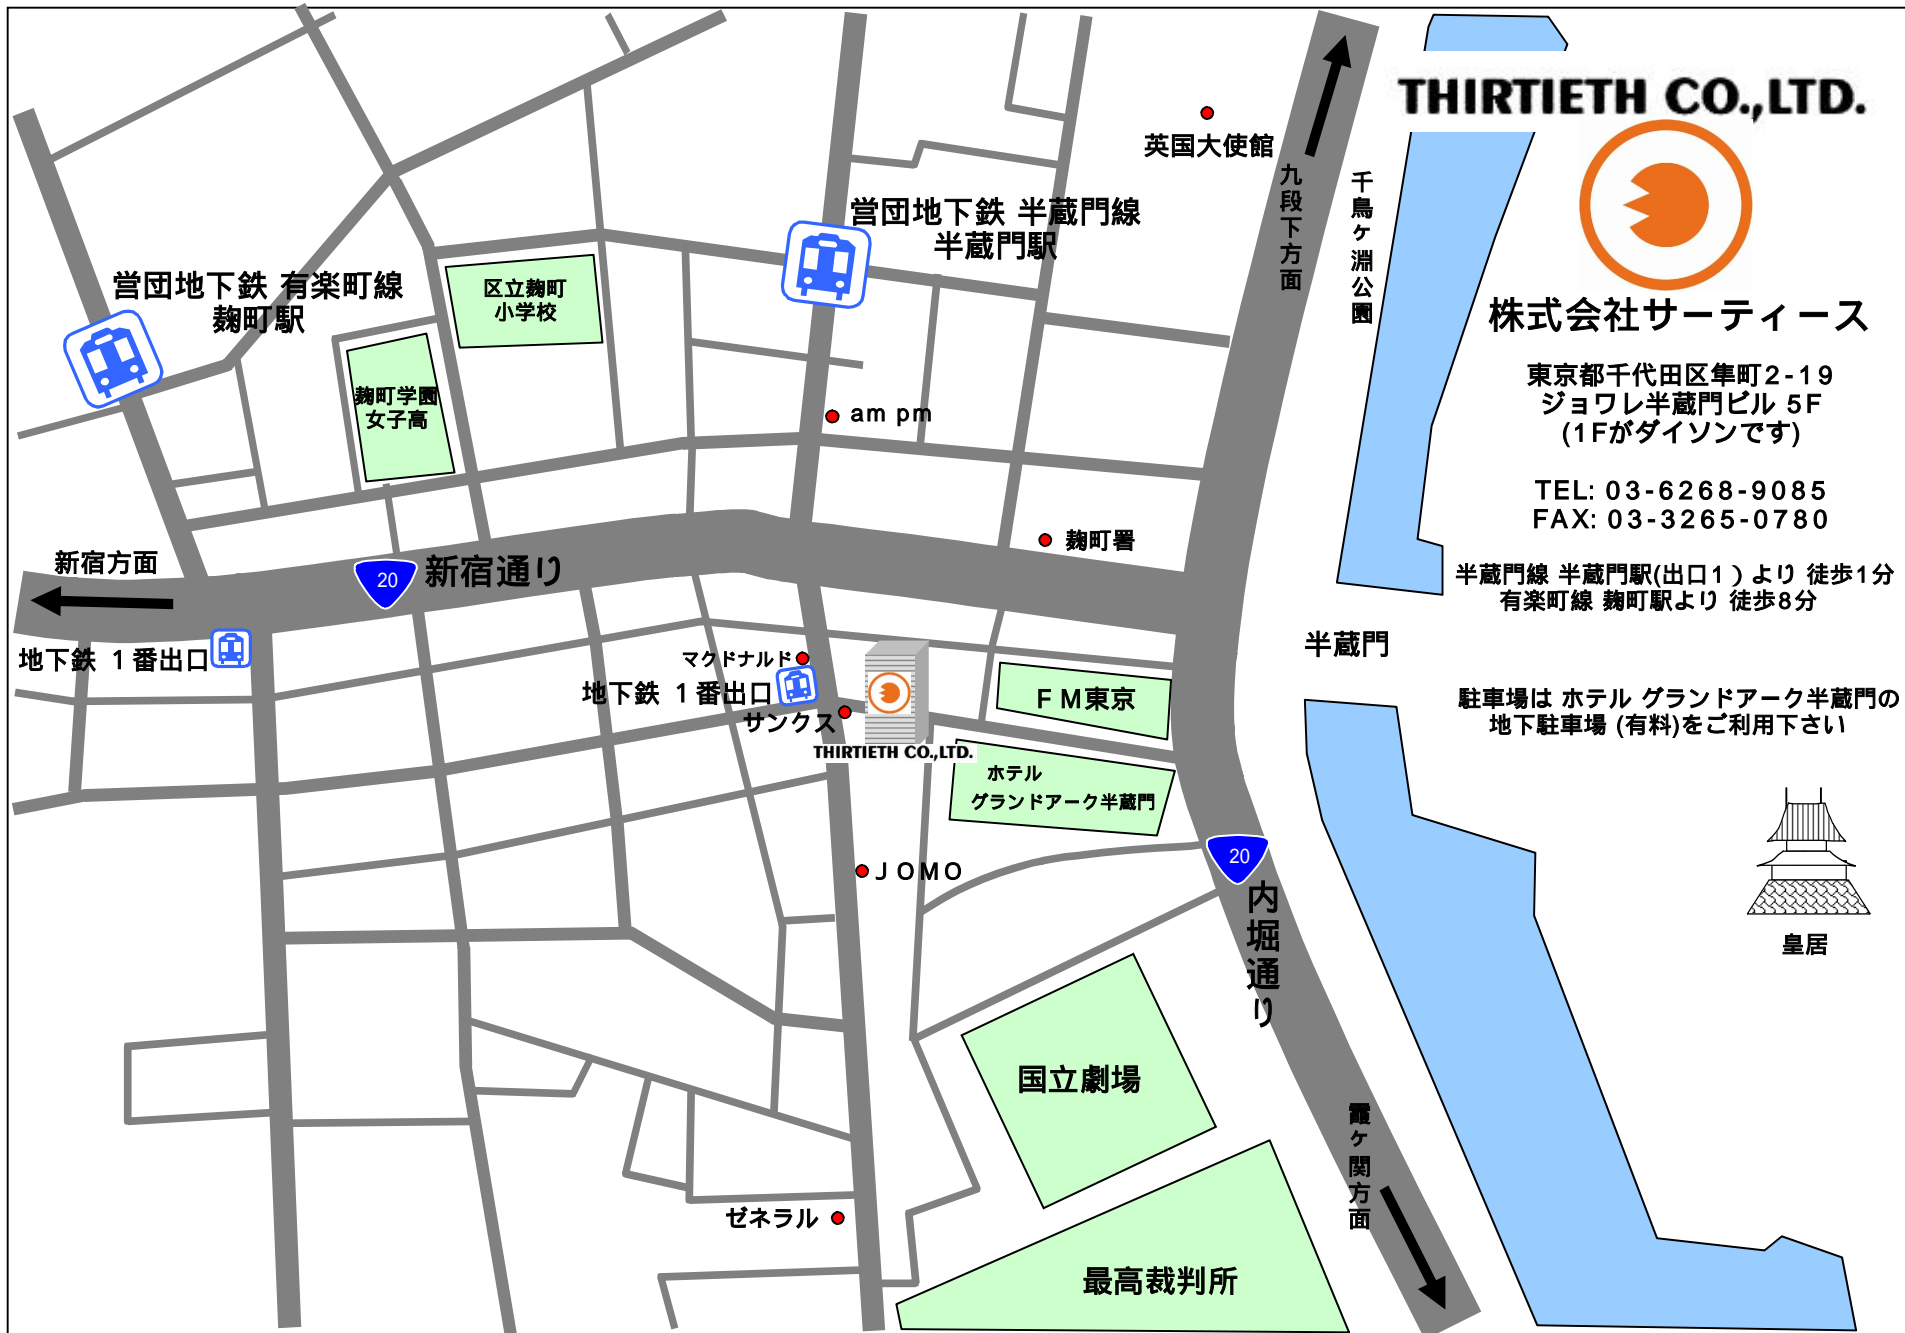 THIRTIETH CO.,LTD.
株式会社サーティース
東京都千代田区隼町2-19
ジョワレ半蔵門ビル 5F
(1Fがダイソンです)
TEL: 03-6268-9085
FAX: 03-3265-0780
半蔵門線 半蔵門駅(出口1）より 徒歩1分
有楽町線 麹町駅より 徒歩8分
駐車場は ホテル グランドアーク半蔵門の
地下駐車場 (有料)をご利用下さい
皇居
英国大使館
九段下方面
千鳥ヶ淵公園
営団地下鉄 半蔵門線
半蔵門駅
営団地下鉄 有楽町線
麹町駅
区立麹町
小学校
麹町学園
女子高
am pm
麹町署
新宿方面
20
新宿通り
地下鉄 １番出口
マクドナルド
地下鉄 １番出口
サンクス
THIRTIETH CO.,LTD.
ＦＭ東京
半蔵門
ホテル
グランドアーク半蔵門
ＪＯＭＯ
20
内堀通り
国立劇場
霞ヶ関方面
ゼネラル
最高裁判所